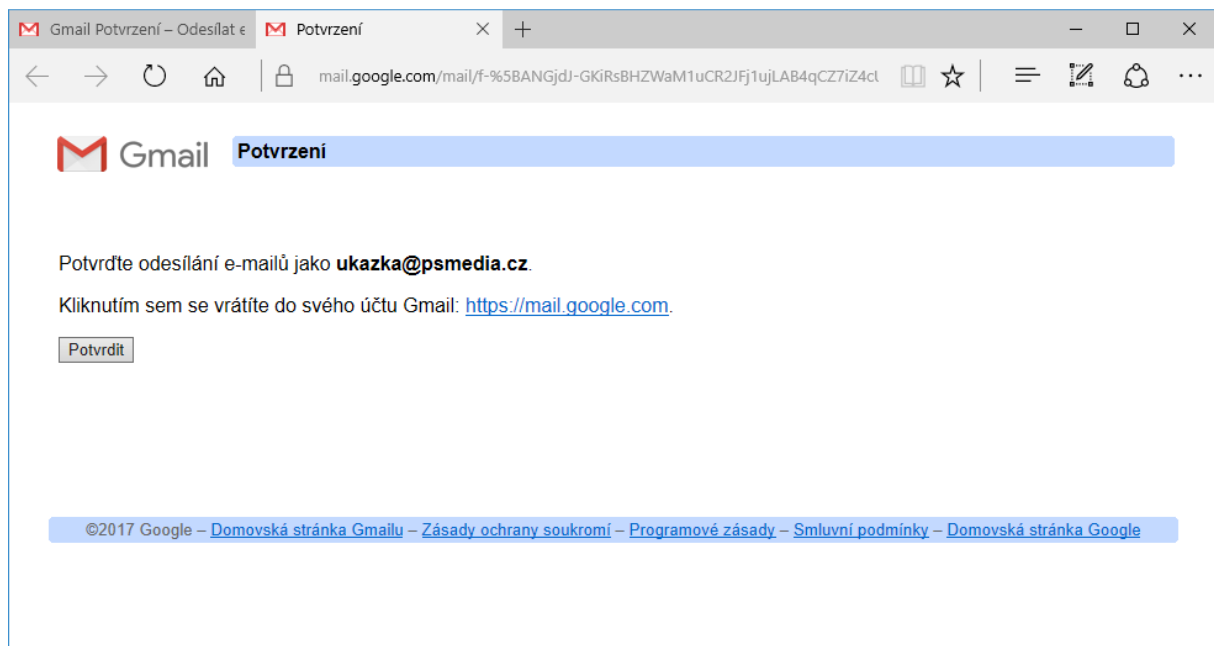 Gmail Potvrzení – Odesílat e
Potvrzení
mail.google.com/mail/f-%5BANGjdJ-GKiRsBHZWaM1uCR2JFj1ujLAB4qCZ7iZ4cl
Gmail
Potvrzení
Potvrďte odesílání e-mailů jako ukazka@psmedia.cz.
Kliknutím sem se vrátíte do svého účtu Gmail: https://mail.google.com.
Potvrdit
©2017 Google – Domovská stránka Gmailu – Zásady ochrany soukromí – Programové zásady – Smluvní podmínky – Domovská stránka Google